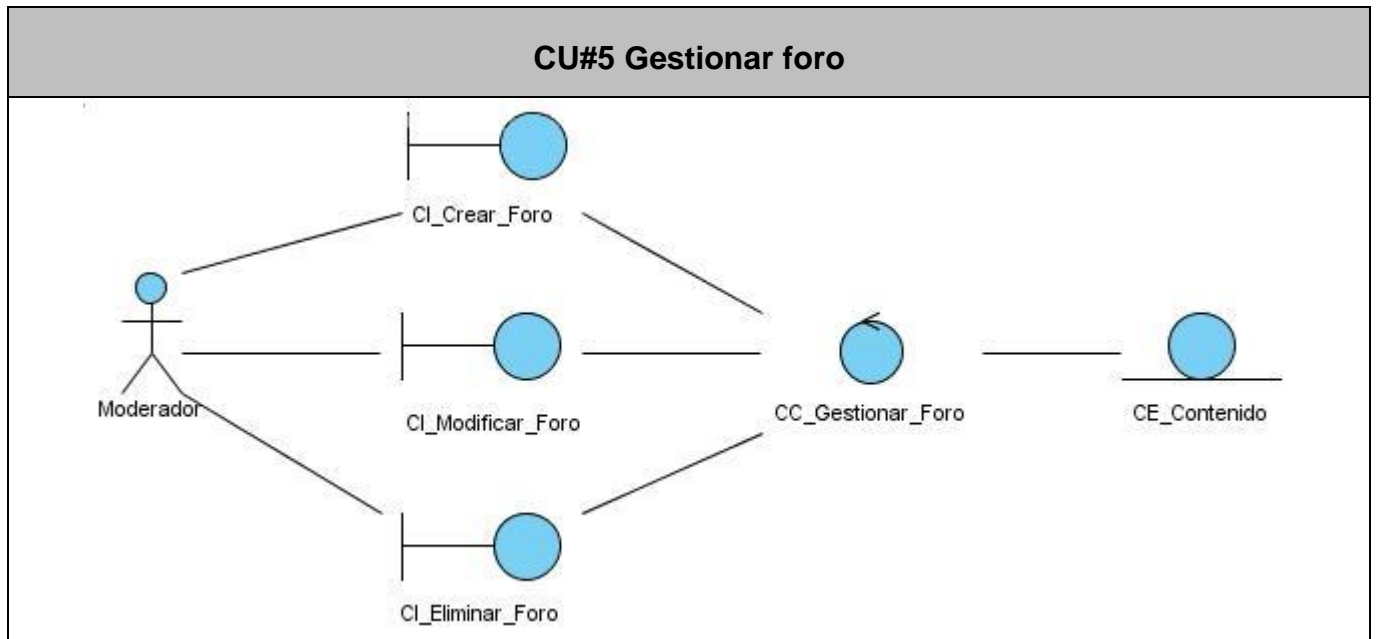 CU#5 Gestionar foro
CI_Crear_Foro
Moderador
CI_Modificar_Foro
CC_Gestionar_Foro
CE_Contenido
CI_Eliminar_Foro